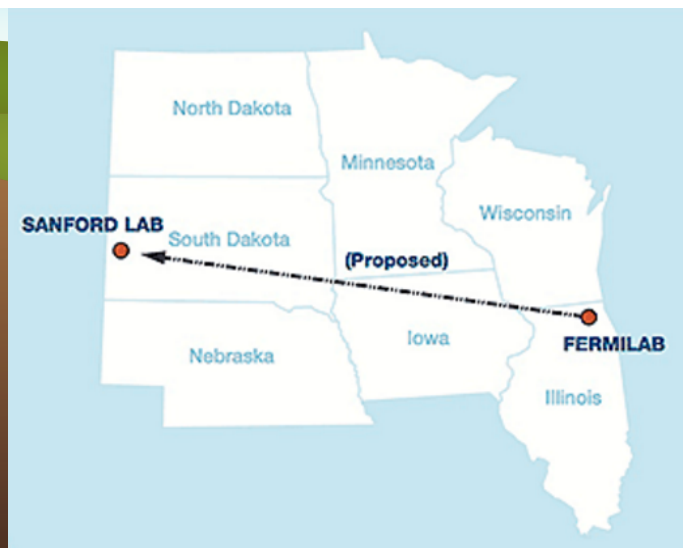 North Dakota
Minnesota
Wisconsin
SANFORD LAB
South Dakota
(Proposed)
Iowa
FERMILAB
Nebraska
Illinois